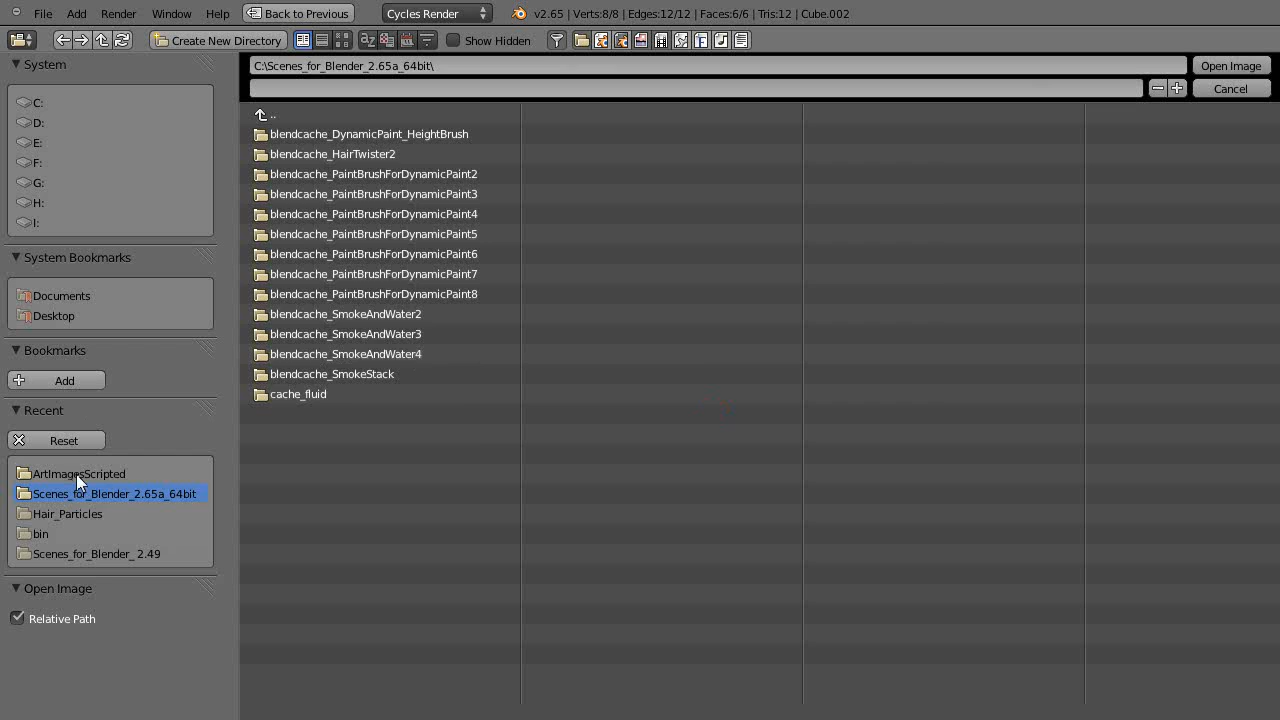 File Add Render Window Help Back to Previous Cycles Render v2.65 | Verts:8/8 | Edges:12/12 | Faces:6/6 | Tris:12 | Cube.002
Create New Directory Show Hidden
System
C:
D:
E:
F:
G:
H:
I:
System Bookmarks
Documents
Desktop
Bookmarks
Add
Recent
Reset
ArtImagesScripted
Scenes_for_Blender_2.65a_64bit
Hair_Particles
bin
Scenes_for_Blender_ 2.49
Open Image
Relative Path
C:\Scenes_for_Blender_2.65a_64bit\
Open Image
Cancel
..
blendcache_DynamicPaint_HeightBrush
blendcache_HairTwister2
blendcache_PaintBrushForDynamicPaint2
blendcache_PaintBrushForDynamicPaint3
blendcache_PaintBrushForDynamicPaint4
blendcache_PaintBrushForDynamicPaint5
blendcache_PaintBrushForDynamicPaint6
blendcache_PaintBrushForDynamicPaint7
blendcache_PaintBrushForDynamicPaint8
blendcache_SmokeAndWater2
blendcache_SmokeAndWater3
blendcache_SmokeAndWater4
blendcache_SmokeStack
cache_fluid